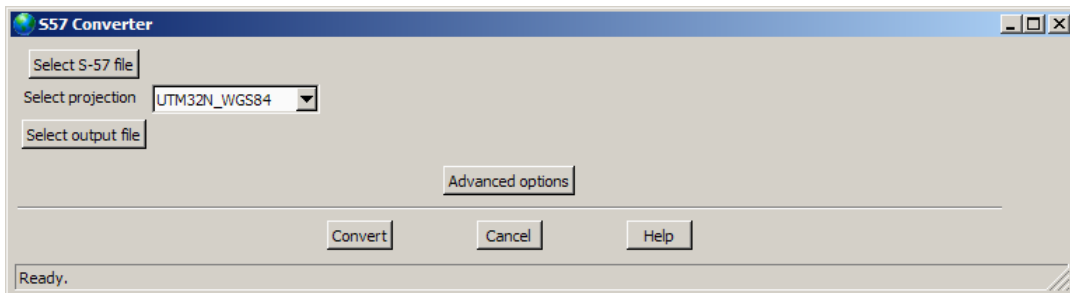 S57 Converter
Select S-57 file
Select projection UTM32N_WGS84
Select output file
Advanced options
Convert Cancel Help
Ready.